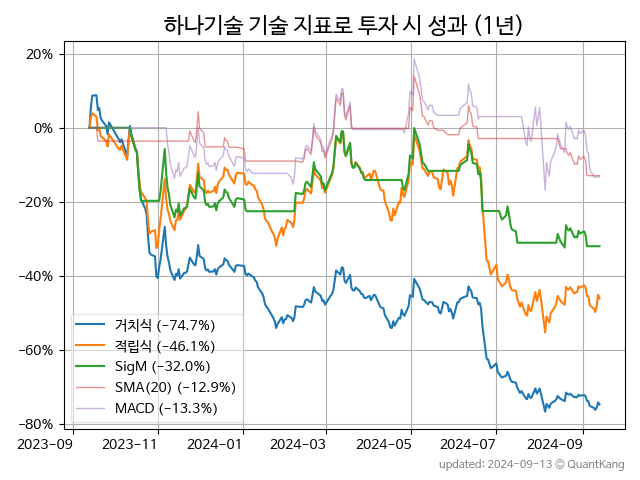 하나기술 기술 지표로 투자 시 성과 (1년)
20%
0%
−20%
−40%
−60%
−80%
거치식 (−74.7%)
적립식 (−46.1%)
SigM (−32.0%)
SMA(20) (−12.9%)
MACD (−13.3%)
2023-09 2023-11 2024-01 2024-03 2024-05 2024-07 2024-09
updated: 2024-09-13 ⓒ QuantKang